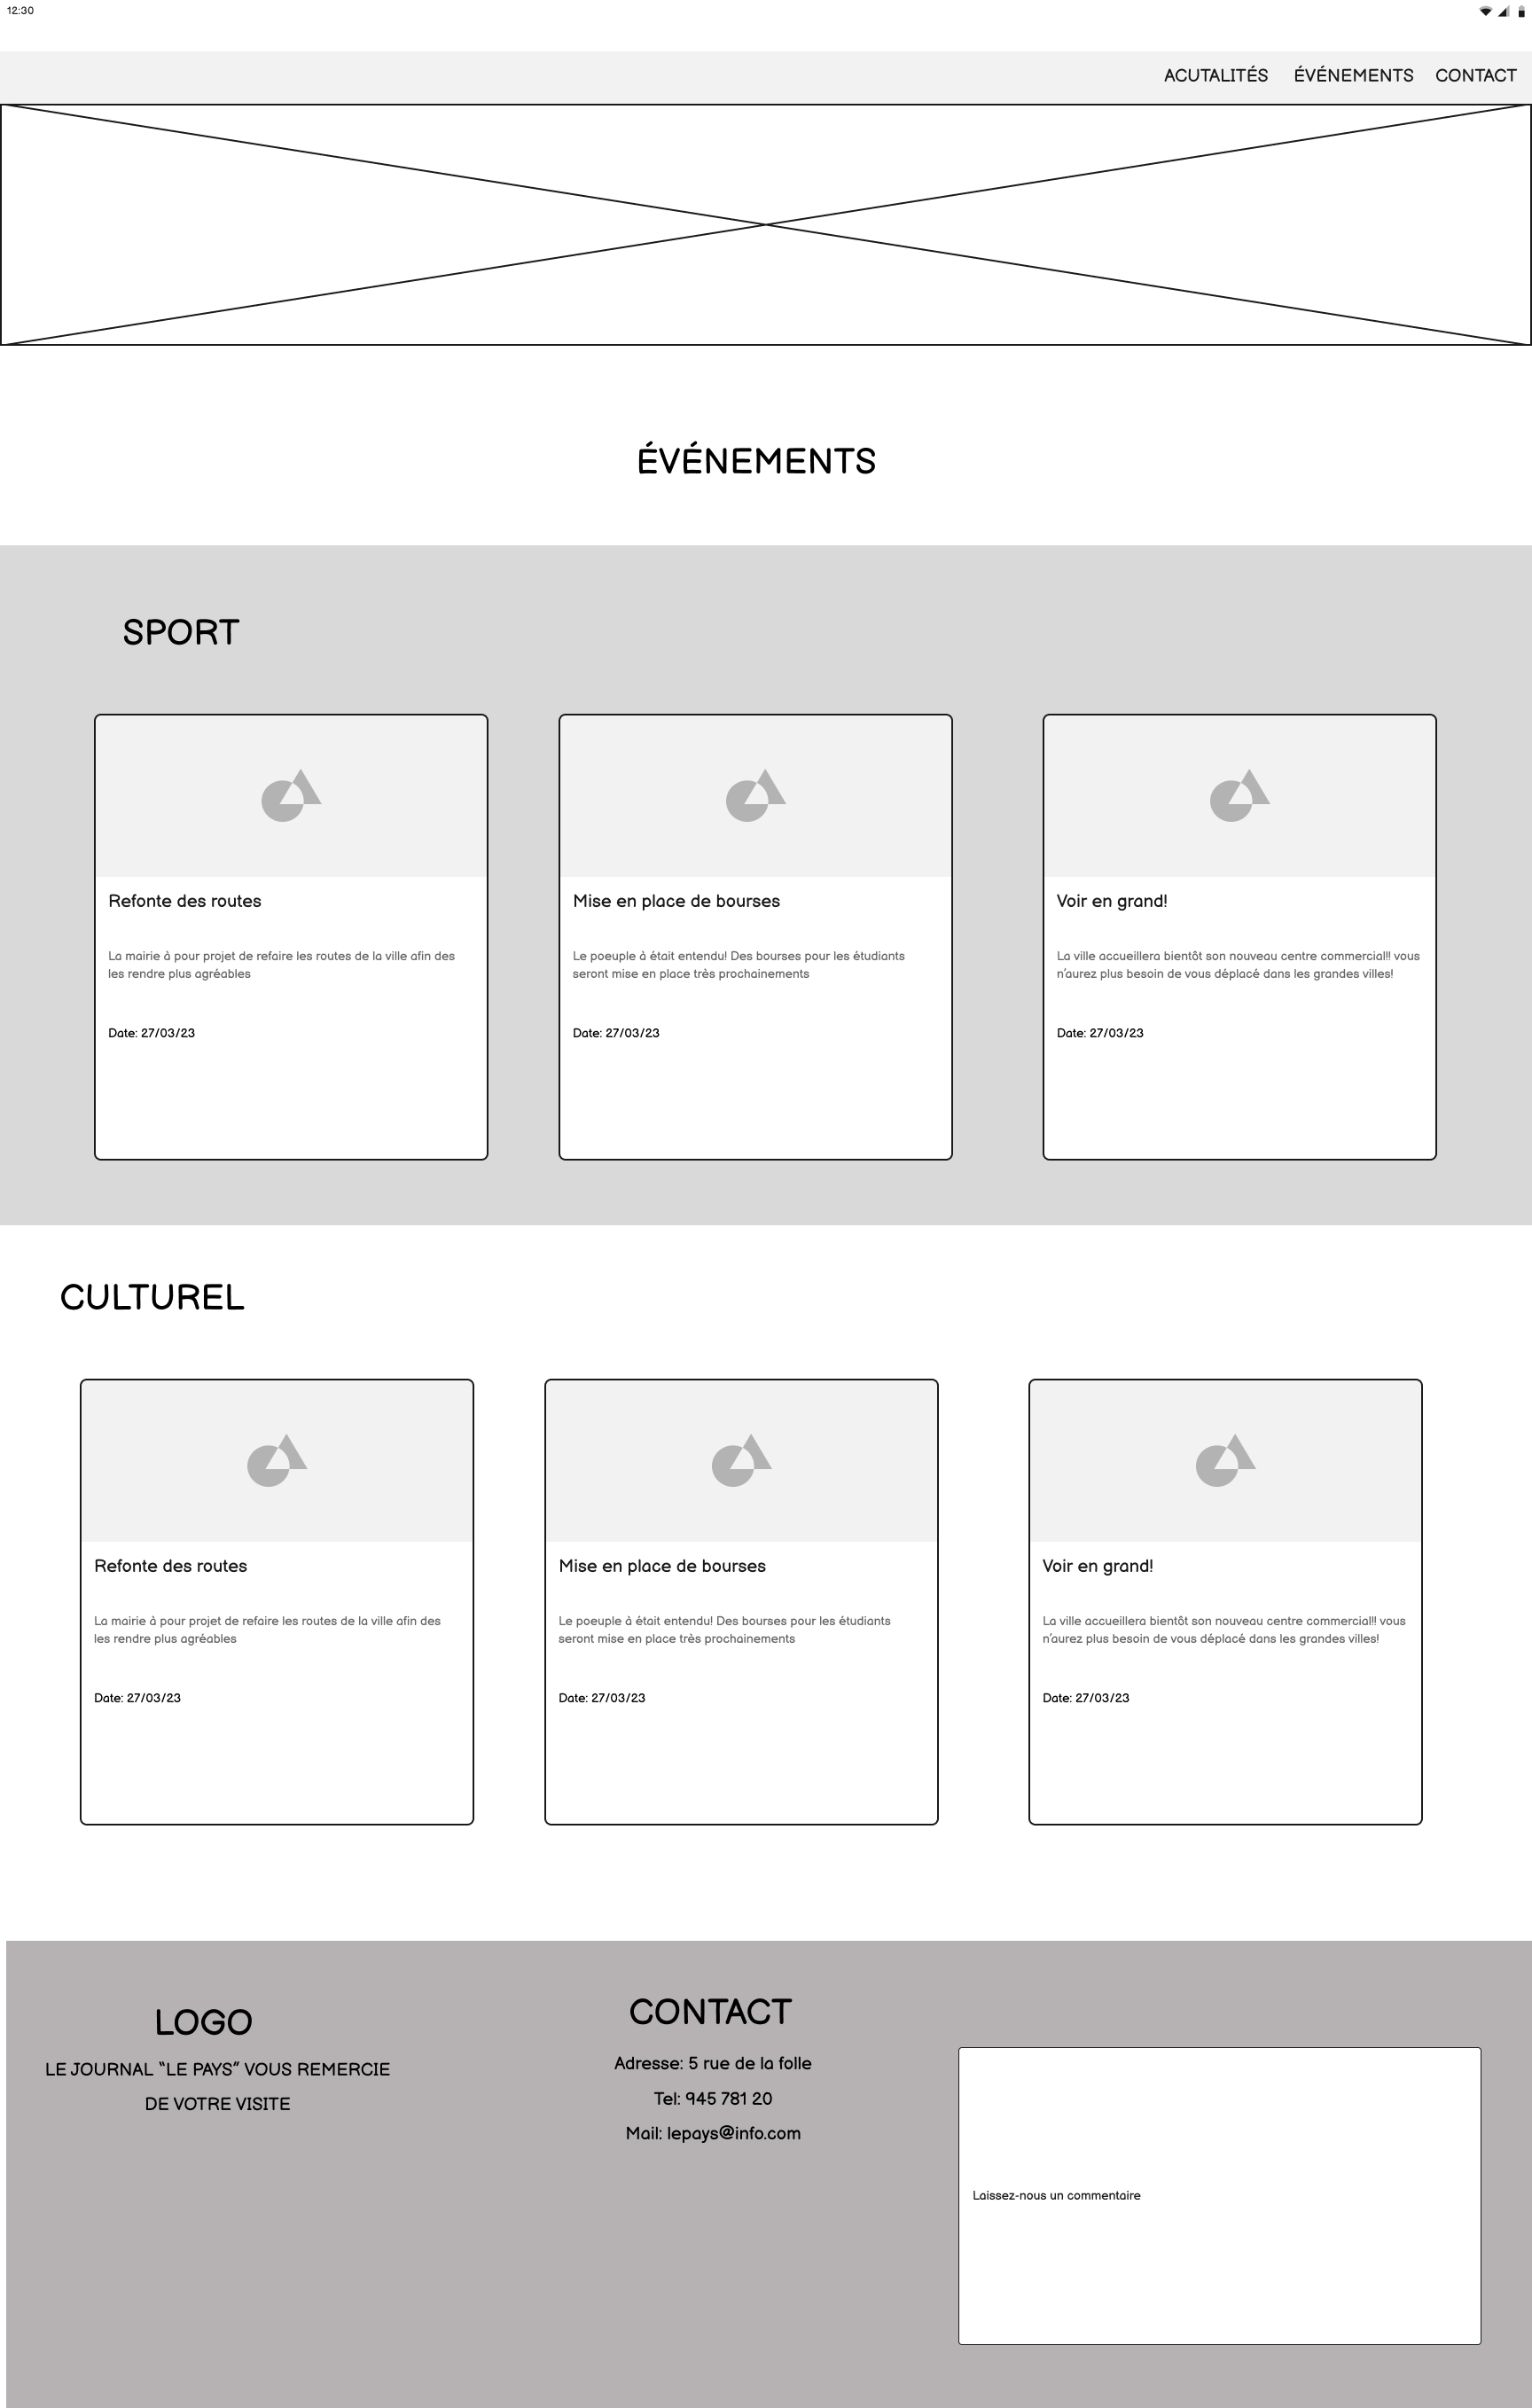 12:30
ACUTALITÉS ÉVÉNEMENTS CONTACT
ÉVÉNEMENTS
SPORT
Refonte des routes
La mairie à pour projet de refaire les routes de la ville afin des
les rendre plus agréables
Date: 27/03/23
Mise en place de bourses
Le poeuple à était entendu! Des bourses pour les étudiants
seront mise en place très prochainements
Date: 27/03/23
Voir en grand!
La ville accueillera bientôt son nouveau centre commercial!! vous
n'aurez plus besoin de vous déplacé dans les grandes villes!
Date: 27/03/23
CULTUREL
Refonte des routes
La mairie à pour projet de refaire les routes de la ville afin des
les rendre plus agréables
Date: 27/03/23
Mise en place de bourses
Le poeuple à était entendu! Des bourses pour les étudiants
seront mise en place très prochainements
Date: 27/03/23
Voir en grand!
La ville accueillera bientôt son nouveau centre commercial!! vous
n'aurez plus besoin de vous déplacé dans les grandes villes!
Date: 27/03/23
LOGO
LE JOURNAL "LE PAYS" VOUS REMERCIE
DE VOTRE VISITE
CONTACT
Adresse: 5 rue de la folle
Tel: 945 781 20
Mail: lepays@info.com
Laissez-nous un commentaire